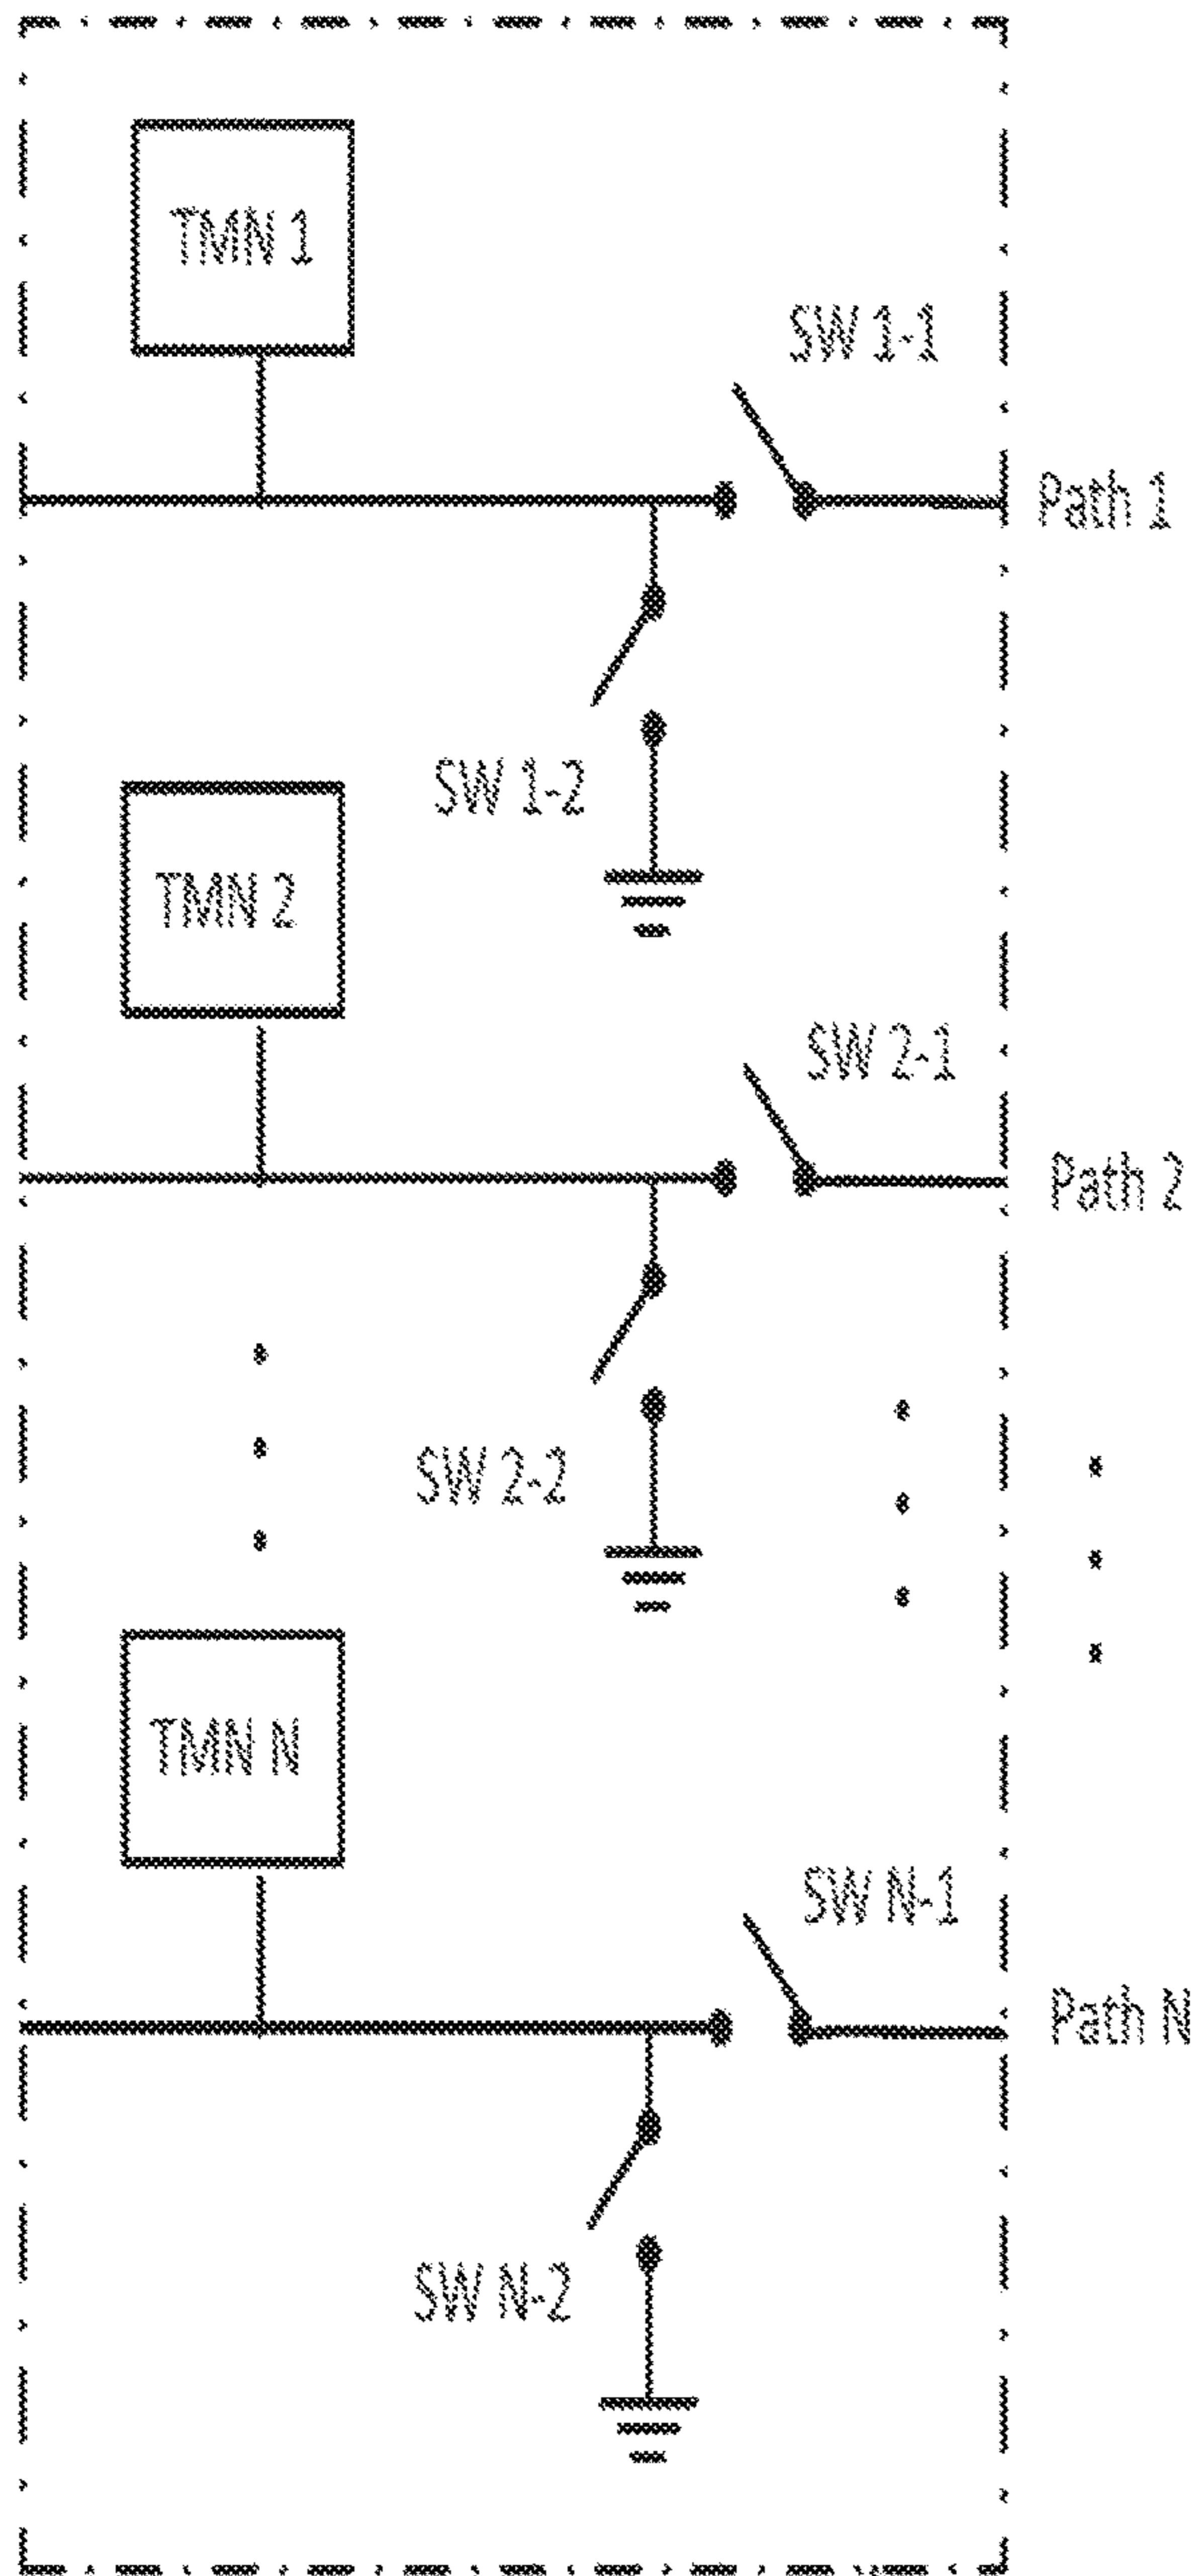 TMN 1
SW 1-1
Path 1
SW 1-2
TMN 2
SW 2-1
Path 2
SW 2-2
TMN N
SW N-1
Path N
SW N-2